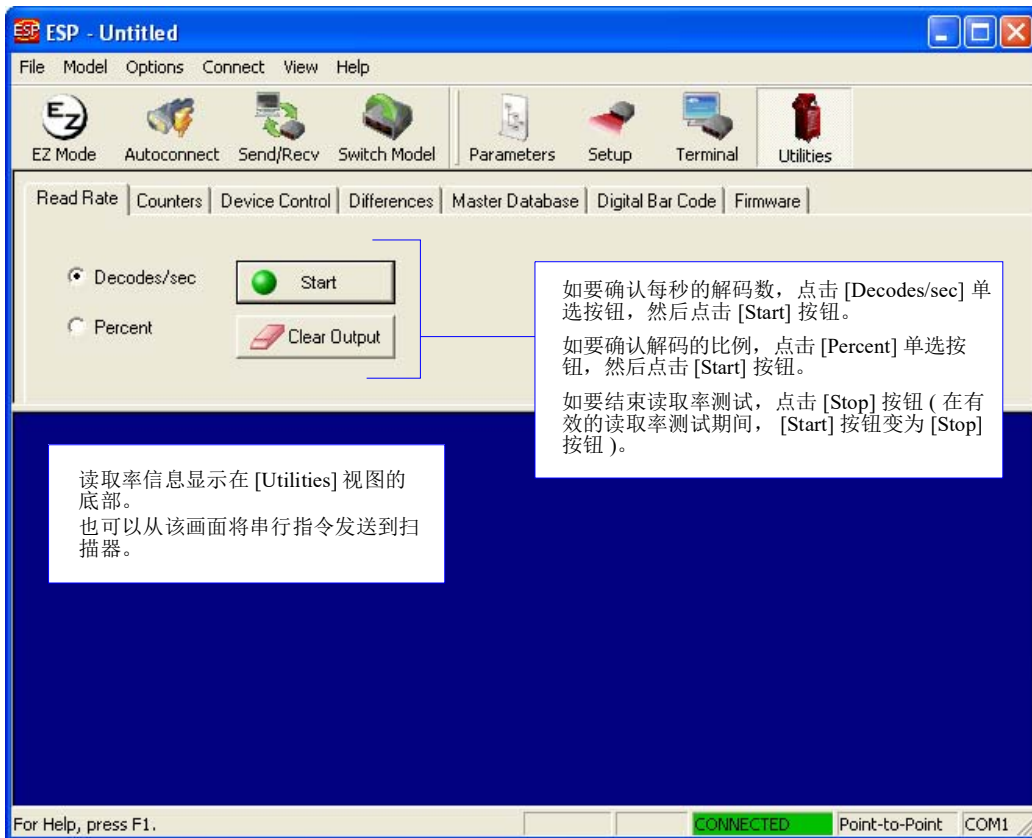 ESP - Untitled
File Model Options Connect View Help
EZ
EZ Mode Autoconnect Send/Recv Switch Model Parameters Setup Terminal Utilities
Read Rate Counters Device Control Differences Master Database Digital Bar Code Firmware
Decodes/sec Start
Percent Clear Output
如要确认每秒的解码数，点击 [Decodes/sec] 单
选按钮，然后点击 [Start] 按钮。
如要确认解码的比例，点击 [Percent] 单选按
钮，然后点击 [Start] 按钮。
如要结束读取率测试，点击 [Stop] 按钮 ( 在有
效的读取率测试期间， [Start] 按钮变为 [Stop]
按钮 )。
读取率信息显示在 [Utilities] 视图的
底部。
也可以从该画面将串行指令发送到扫
描器。
For Help, press F1. CONNECTED Point-to-Point COM1